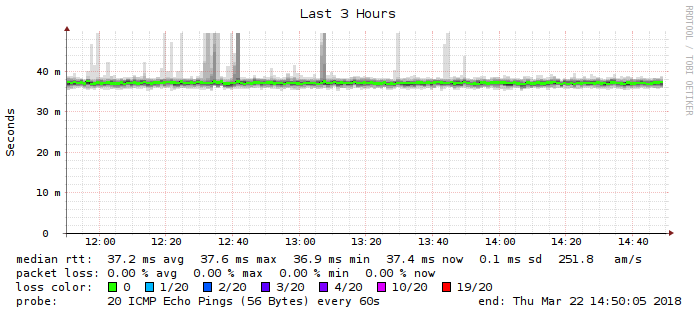 Last 3 Hours
RRDTOOL / TOBI OETIKER
Seconds
40 m
30 m
20 m
10 m
0
12:00 12:20 12:40 13:00 13:20 13:40 14:00 14:20 14:40
median rtt: 37.2 ms avg 37.6 ms max 36.9 ms min 37.4 ms now 0.1 ms sd 251.8 am/s
packet loss: 0.00 % avg 0.00 % max 0.00 % min 0.00 % now
loss color: 0 1/20 2/20 3/20 4/20 10/20 19/20
probe: 20 ICMP Echo Pings (56 Bytes) every 60s end: Thu Mar 22 14:50:05 2018